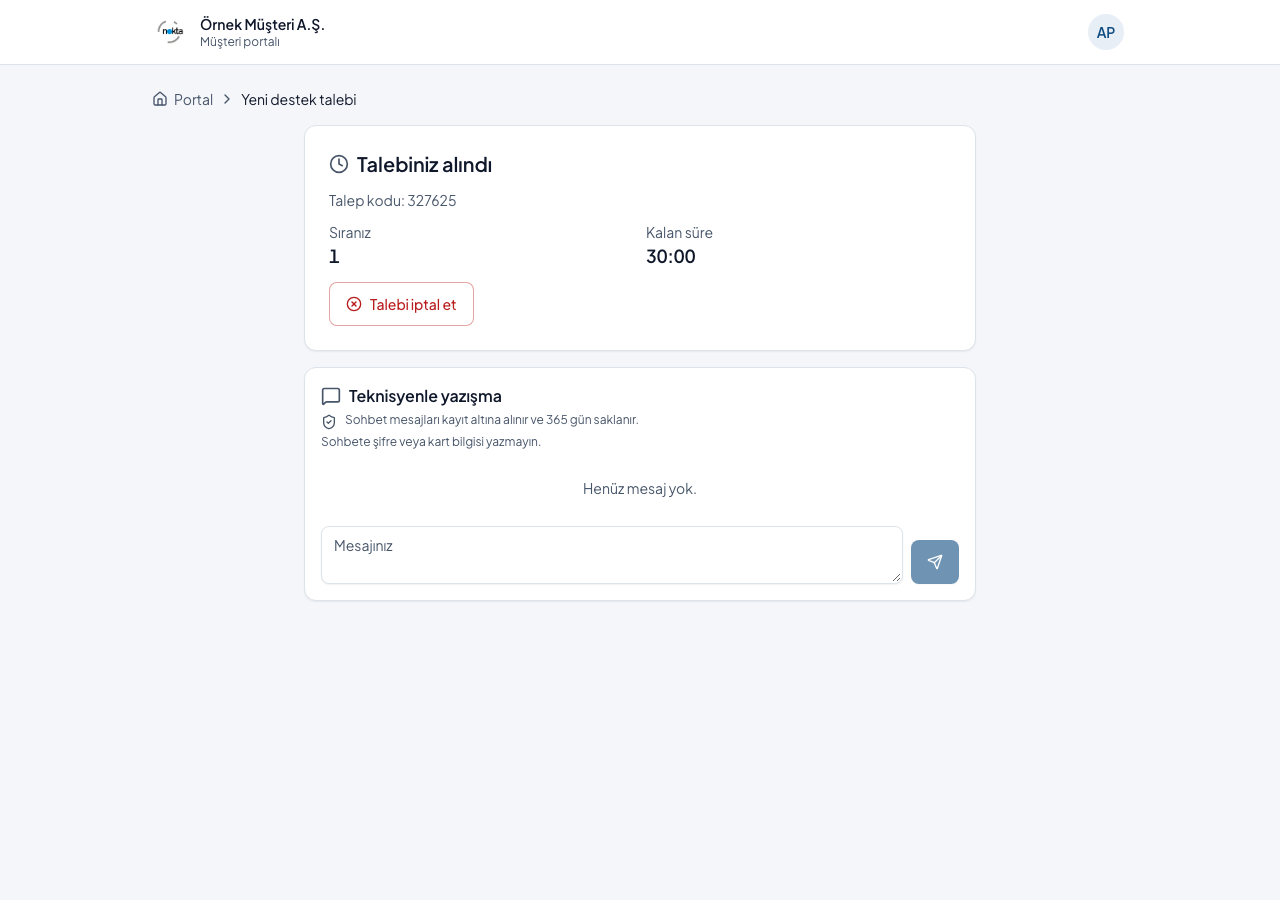 nokta
Örnek Müşteri A.Ş.
Müşteri portalı
AP
Portal
Yeni destek talebi
Talebiniz alındı
Talep kodu: 327625
Sıranız
Kalan süre
1
30:00
Talebi iptal et
Teknisyenle yazışma
Sohbet mesajları kayıt altına alınır ve 365 gün saklanır.
Sohbete şifre veya kart bilgisi yazmayın.
Henüz mesaj yok.
Mesajınız